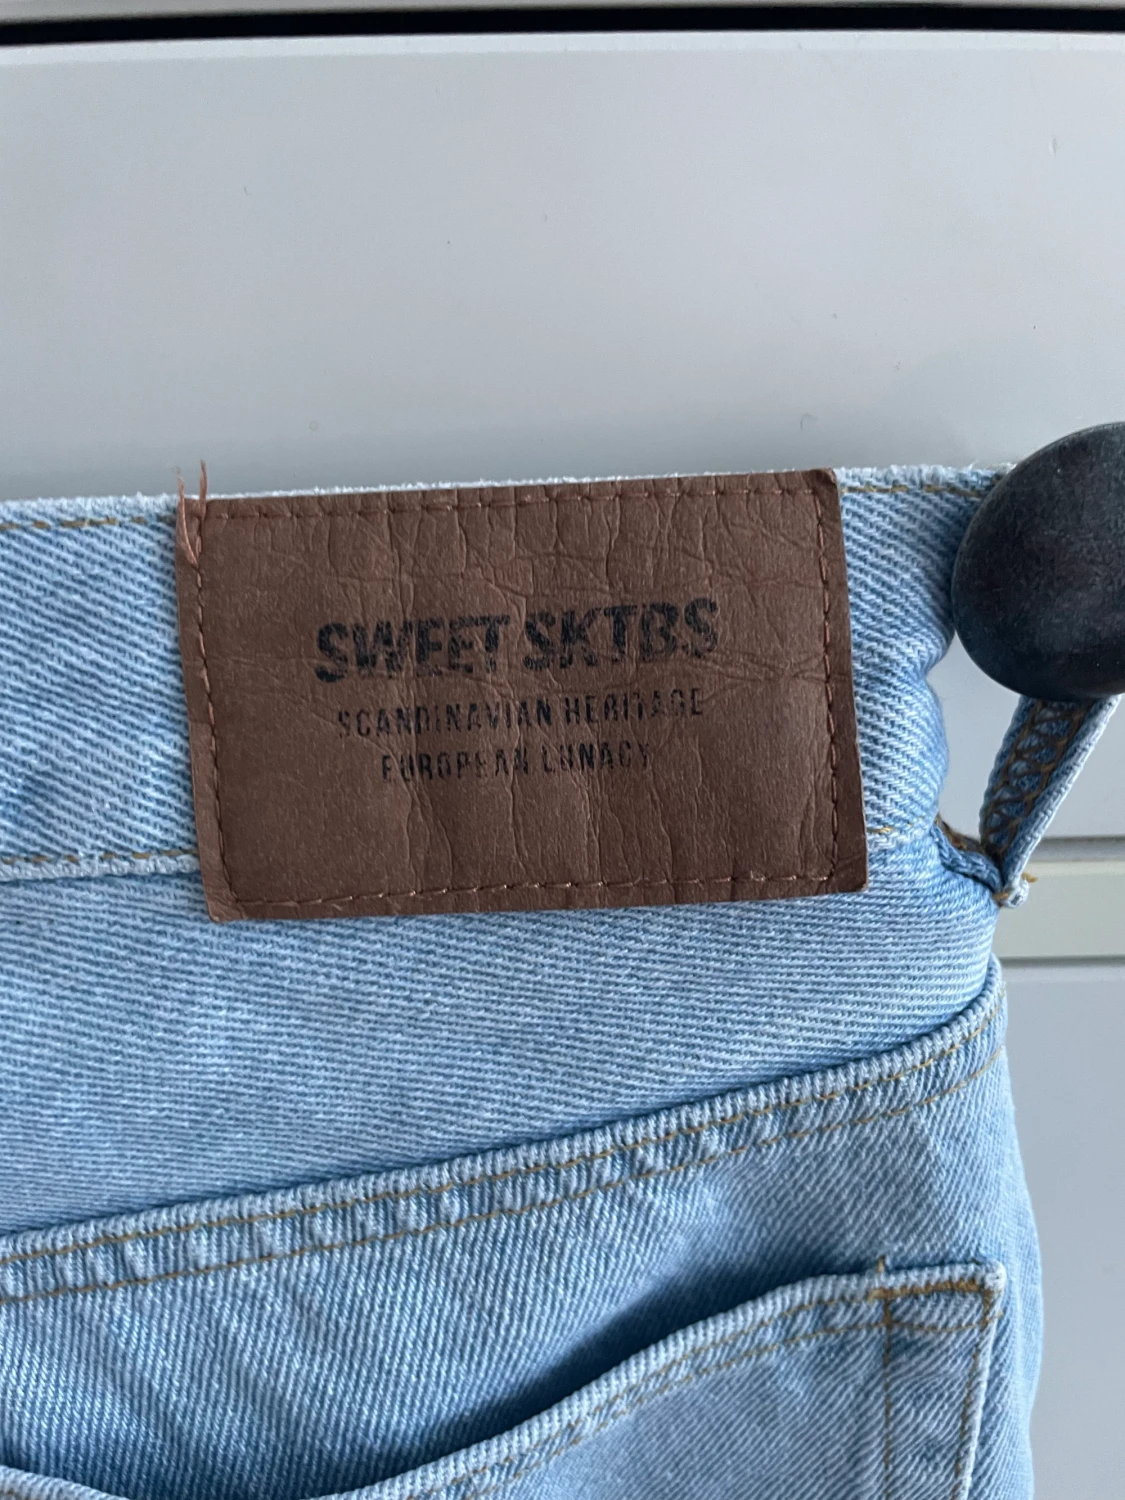 SWEET SKTBS
SCANDINAVIAN HERITAGE
EUROPEAN LUNACY